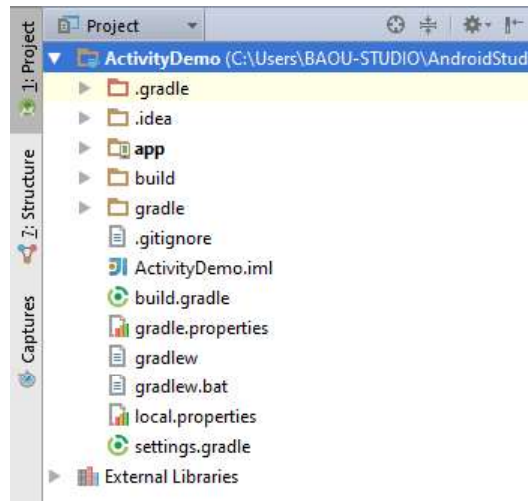 1: Project
7: Structure
Captures
Project
ActivityDemo (C:\Users\BAOU-STUDIO\AndroidStud
.gradle
.idea
app
build
gradle
.gitignore
ActivityDemo.iml
build.gradle
gradle.properties
gradlew
gradlew.bat
local.properties
settings.gradle
External Libraries